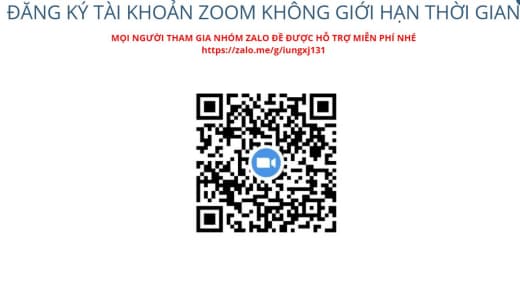 ĐĂNG KÝ TÀI KHOẢN ZOOM KHÔNG GIỚI HẠN THỜI GIAN
MỌI NGƯỜI THAM GIA NHÓM ZALO ĐỀ ĐƯỢC HỖ TRỢ MIỄN PHÍ NHÉ
https://zalo.me/g/iungxj131